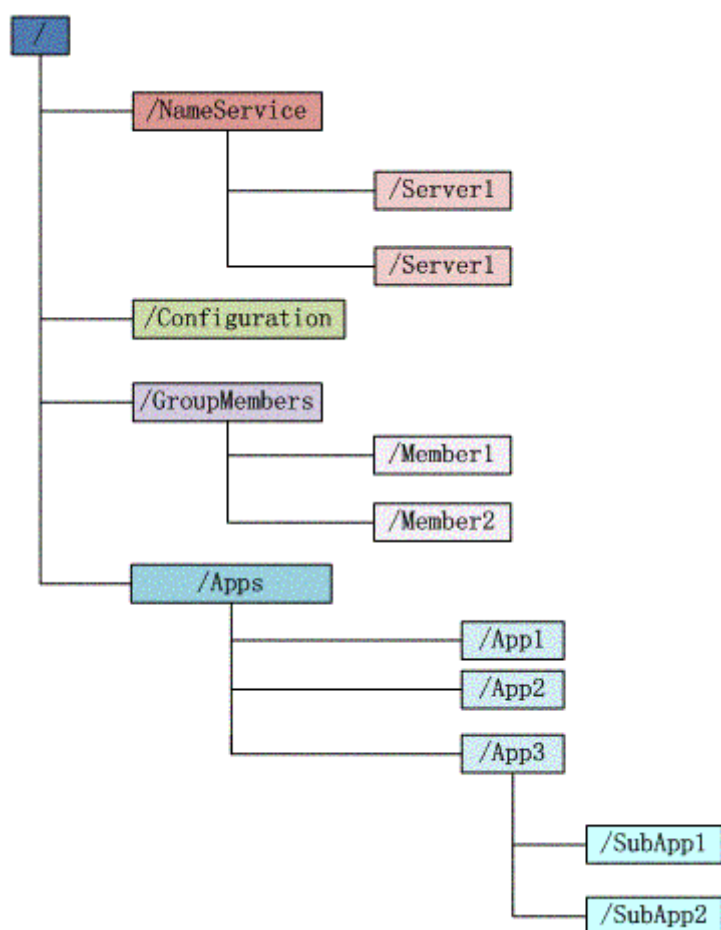 /
/NameService
/Server1
/Server1
/Configuration
/GroupMembers
/Member1
/Member2
/Apps
/App1
/App2
/App3
/SubApp1
/SubApp2